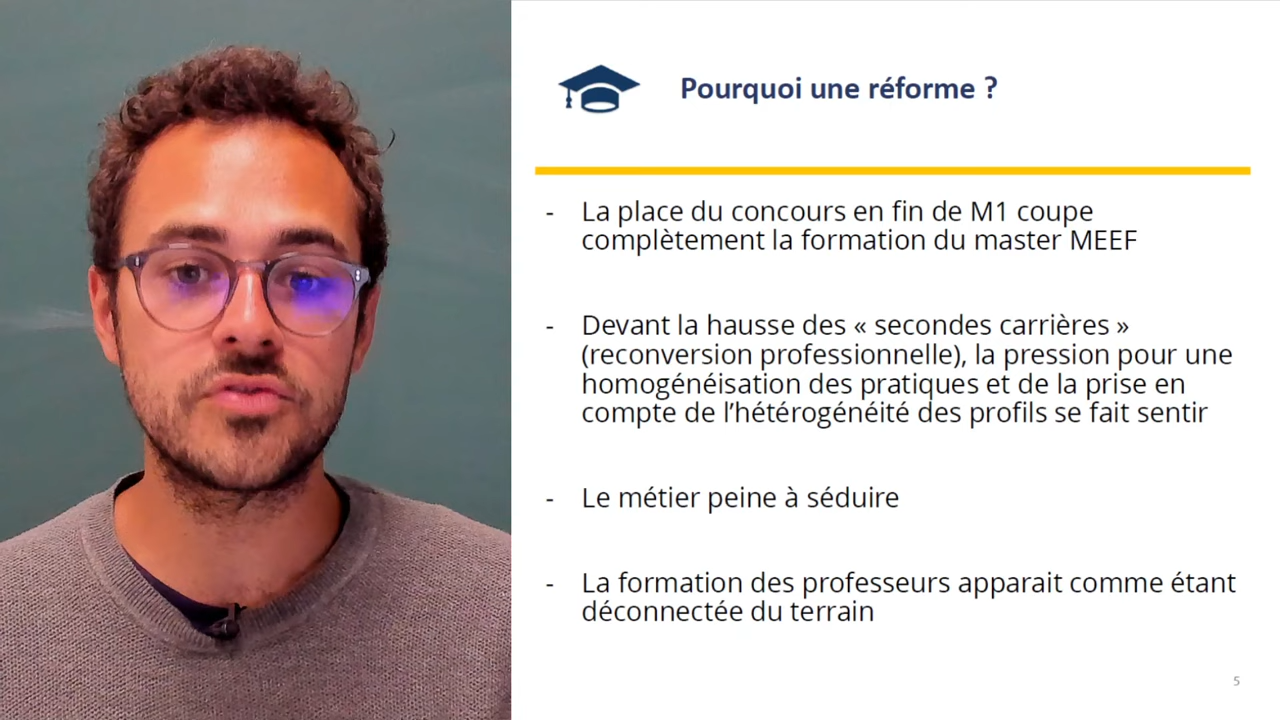 Pourquoi une réforme ?
- La place du concours en fin de M1 coupe
complètement la formation du master MEEF
- Devant la hausse des « secondes carrières »
(reconversion professionnelle), la pression pour une
homogénéisation des pratiques et de la prise en
compte de l’hétérogénéité des profils se fait sentir
- Le métier peine à séduire
- La formation des professeurs apparait comme étant
déconnectée du terrain
5